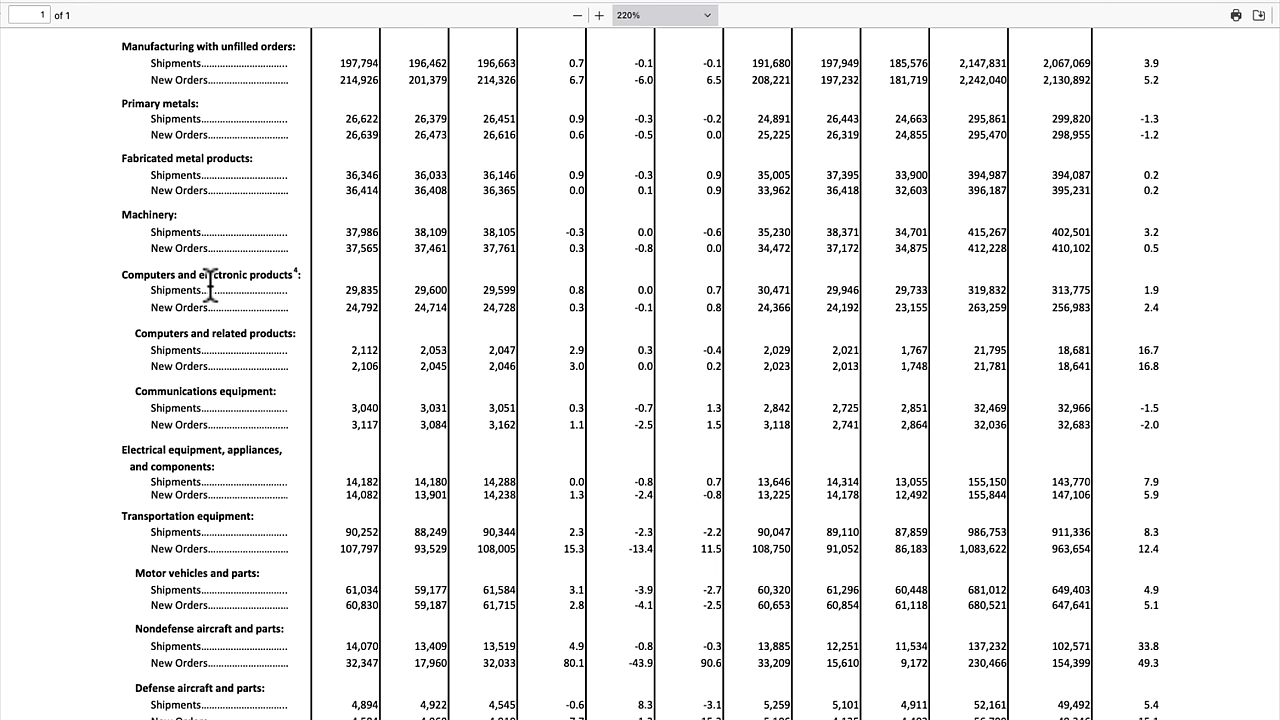 1 of 1 220%
Manufacturing with unfilled orders:
Shipments.............................. 197,794 196,462 196,663 0.7 -0.1 -0.1 191,680 197,949 185,576 2,147,831 2,067,069 3.9
New Orders............................ 214,926 201,379 214,326 6.7 -6.0 6.5 208,221 197,232 181,719 2,242,040 2,130,892 5.2
Primary metals:
Shipments.............................. 26,622 26,379 26,451 0.9 -0.3 -0.2 24,891 26,443 24,663 295,861 299,820 -1.3
New Orders............................ 26,639 26,473 26,616 0.6 -0.5 0.0 25,225 26,319 24,855 295,470 298,955 -1.2
Fabricated metal products:
Shipments.............................. 36,346 36,033 36,146 0.9 -0.3 0.9 35,005 37,395 33,900 394,987 394,087 0.2
New Orders............................ 36,414 36,408 36,365 0.0 0.1 0.9 33,962 36,418 32,603 396,187 395,231 0.2
Machinery:
Shipments.............................. 37,986 38,109 38,105 -0.3 0.0 -0.6 35,230 38,371 34,701 415,267 402,501 3.2
New Orders............................ 37,565 37,461 37,761 0.3 -0.8 0.0 34,472 37,172 34,875 412,228 410,102 0.5
Computers and electronic products⁴:
Shipments.............................. 29,835 29,600 29,599 0.8 0.0 0.7 30,471 29,946 29,733 319,832 313,775 1.9
New Orders............................ 24,792 24,714 24,728 0.3 -0.1 0.8 24,366 24,192 23,155 263,259 256,983 2.4
Computers and related products:
Shipments.............................. 2,112 2,053 2,047 2.9 0.3 -0.4 2,029 2,021 1,767 21,795 18,681 16.7
New Orders............................ 2,106 2,045 2,046 3.0 0.0 0.2 2,023 2,013 1,748 21,781 18,641 16.8
Communications equipment:
Shipments.............................. 3,040 3,031 3,051 0.3 -0.7 1.3 2,842 2,725 2,851 32,469 32,966 -1.5
New Orders............................ 3,117 3,084 3,162 1.1 -2.5 1.5 3,118 2,741 2,864 32,036 32,683 -2.0
Electrical equipment, appliances,
and components:
Shipments.............................. 14,182 14,180 14,288 0.0 -0.8 0.7 13,646 14,314 13,055 155,150 143,770 7.9
New Orders............................ 14,082 13,901 14,238 1.3 -2.4 -0.8 13,225 14,178 12,492 155,844 147,106 5.9
Transportation equipment:
Shipments.............................. 90,252 88,249 90,344 2.3 -2.3 -2.2 90,047 89,110 87,859 986,753 911,336 8.3
New Orders............................ 107,797 93,529 108,005 15.3 -13.4 11.5 108,750 91,052 86,183 1,083,622 963,654 12.4
Motor vehicles and parts:
Shipments.............................. 61,034 59,177 61,584 3.1 -3.9 -2.7 60,320 61,296 60,448 681,012 649,403 4.9
New Orders............................ 60,830 59,187 61,715 2.8 -4.1 -2.5 60,653 60,854 61,118 680,521 647,641 5.1
Nondefense aircraft and parts:
Shipments.............................. 14,070 13,409 13,519 4.9 -0.8 -0.3 13,885 12,251 11,534 137,232 102,571 33.8
New Orders............................ 32,347 17,960 32,033 80.1 -43.9 90.6 33,209 15,610 9,172 230,466 154,399 49.3
Defense aircraft and parts:
Shipments.............................. 4,894 4,922 4,545 -0.6 8.3 -3.1 5,259 5,101 4,911 52,161 49,492 5.4